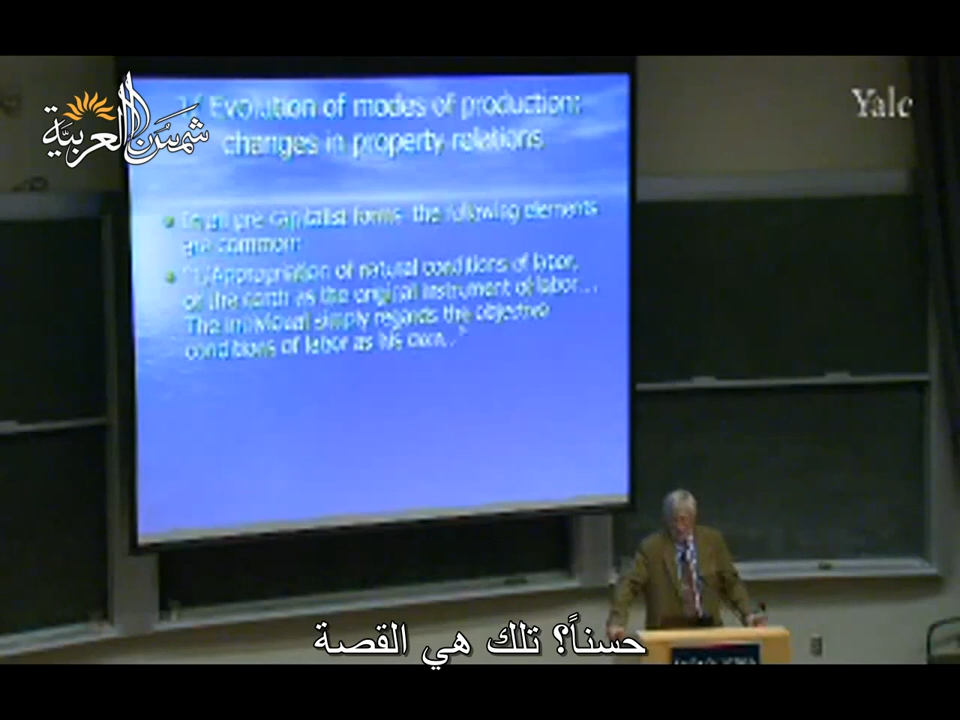 شمس العربية
Yale
Evolution of modes of production:
changes in property relations
In all pre capitalist forms the following elements
are common:
"1) Appropriation of natural conditions of labor,
of the earth as the original instrument of labor…
The individual simply regards the objective
conditions of labor as his own…"
حسناً؟ تلك هي القصة